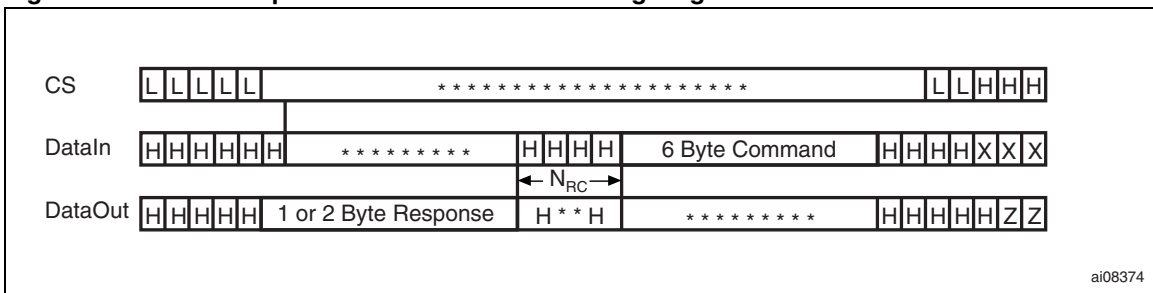 CS L L L L L * * * * * * * * * * * * * * * * * * * * * L L H H H
DataIn H H H H H H * * * * * * * * * H H H H 6 Byte Command H H H H X X X
N_RC
DataOut H H H H H 1 or 2 Byte Response H * * H * * * * * * * * * H H H H H Z Z
ai08374